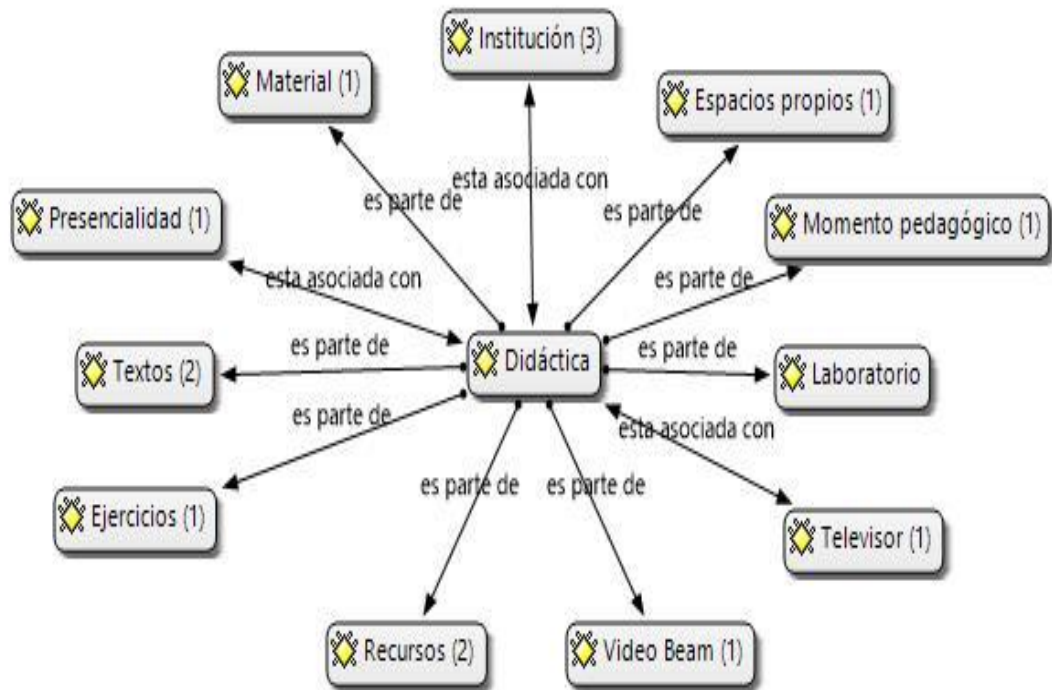 Institución (3)
Material (1)
Espacios propios (1)
esta asociada con
es parte de
es parte de
Presencialidad (1)
Momento pedagógico (1)
esta asociada con
es parte de
es parte de
Didáctica
es parte de
Textos (2)
Laboratorio
es parte de
esta asociada con
es parte de
es parte de
Ejercicios (1)
Televisor (1)
Recursos (2)
Video Beam (1)